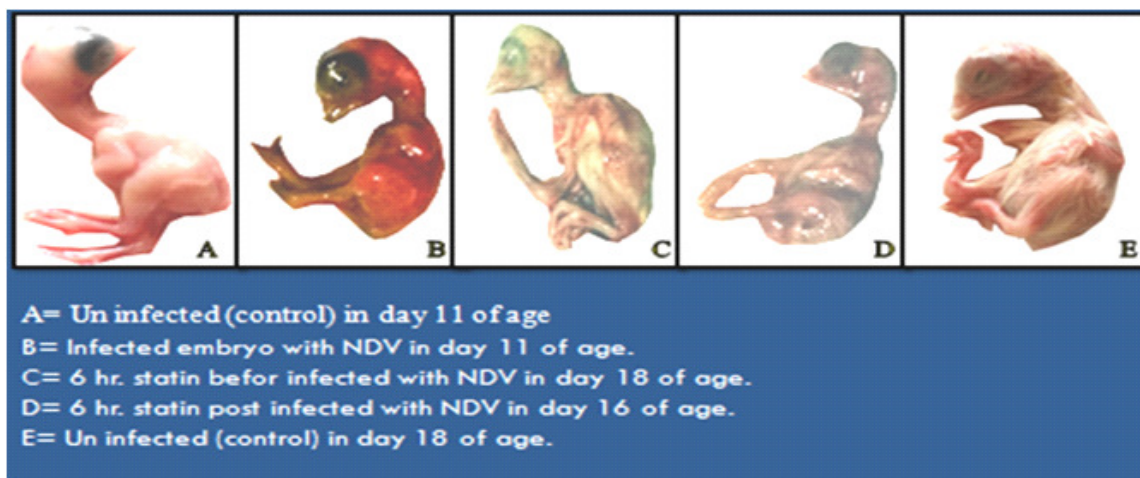 A B C D E
A= Un infected (control) in day 11 of age
B= Infected embryo with NDV in day 11 of age.
C= 6 hr. statin befor infected with NDV in day 18 of age.
D= 6 hr. statin post infected with NDV in day 16 of age.
E= Un infected (control) in day 18 of age.